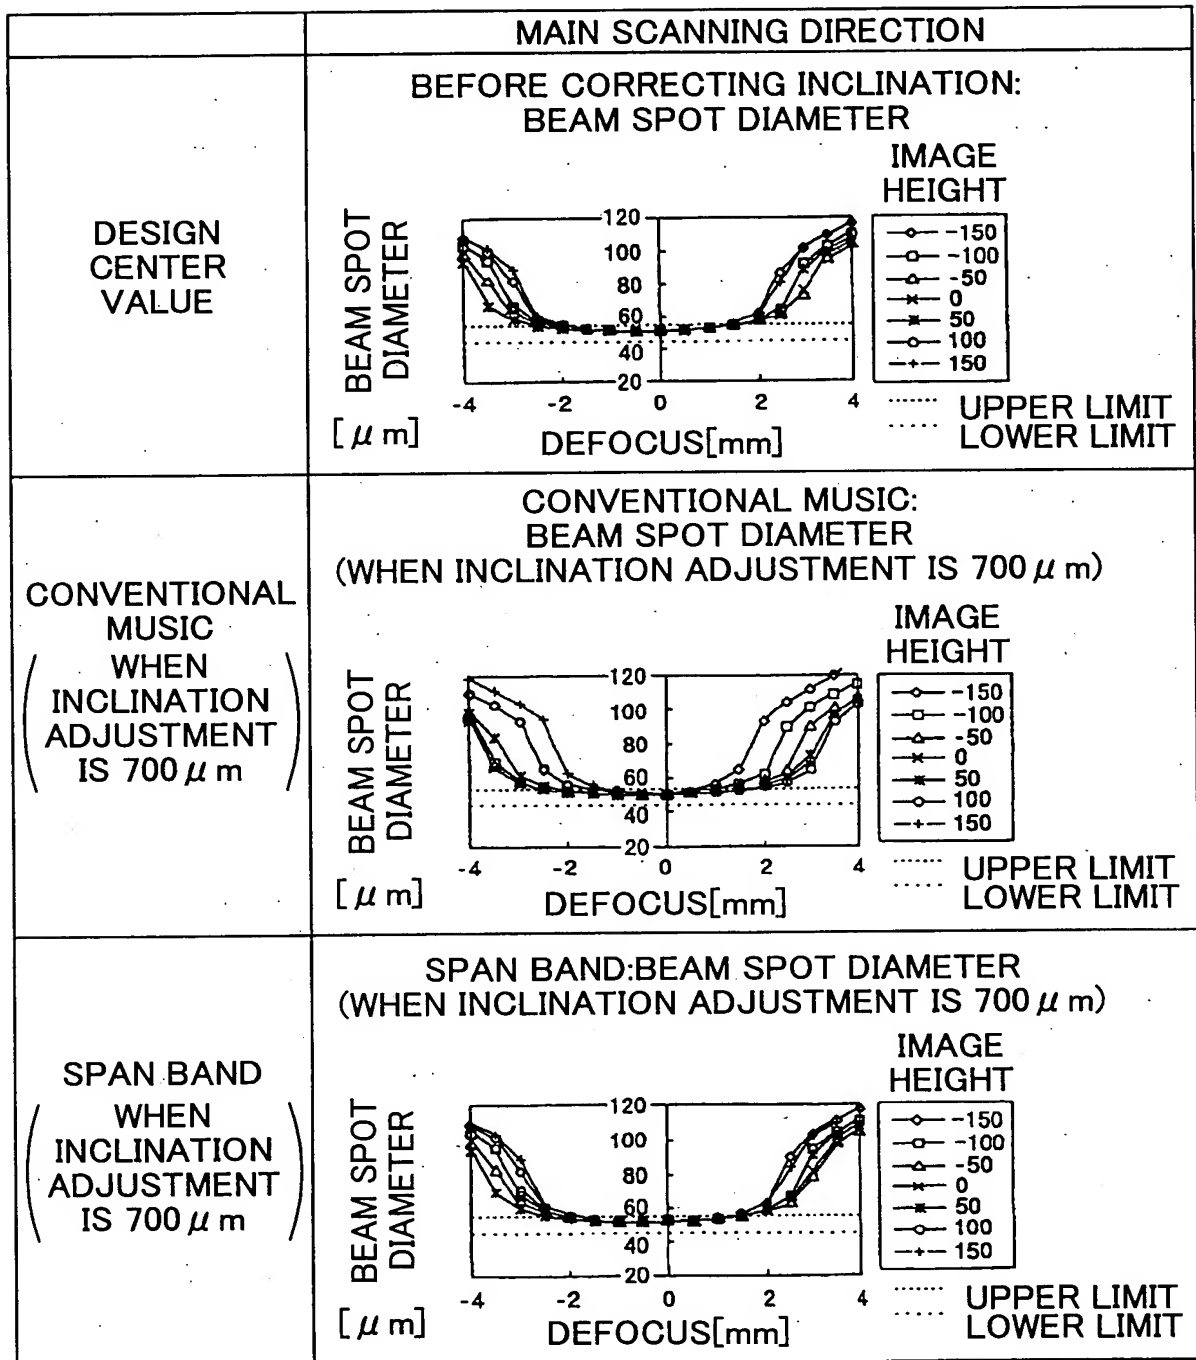 MAIN SCANNING DIRECTION
DESIGN
CENTER
VALUE
BEFORE CORRECTING INCLINATION:
BEAM SPOT DIAMETER
BEAM SPOT
DIAMETER
[μm]
120
100
80
60
40
20
-4
-2
0
2
4
DEFOCUS[mm]
IMAGE
HEIGHT
-150
-100
-50
0
50
100
150
UPPER LIMIT
LOWER LIMIT
CONVENTIONAL
MUSIC
(WHEN
INCLINATION
ADJUSTMENT
IS 700μm)
CONVENTIONAL MUSIC:
BEAM SPOT DIAMETER
(WHEN INCLINATION ADJUSTMENT IS 700μm)
BEAM SPOT
DIAMETER
[μm]
120
100
80
60
40
20
-4
-2
0
2
4
DEFOCUS[mm]
IMAGE
HEIGHT
-150
-100
-50
0
50
100
150
UPPER LIMIT
LOWER LIMIT
SPAN BAND
(WHEN
INCLINATION
ADJUSTMENT
IS 700μm)
SPAN BAND:BEAM SPOT DIAMETER
(WHEN INCLINATION ADJUSTMENT IS 700μm)
BEAM SPOT
DIAMETER
[μm]
120
100
80
60
40
20
-4
-2
0
2
4
DEFOCUS[mm]
IMAGE
HEIGHT
-150
-100
-50
0
50
100
150
UPPER LIMIT
LOWER LIMIT